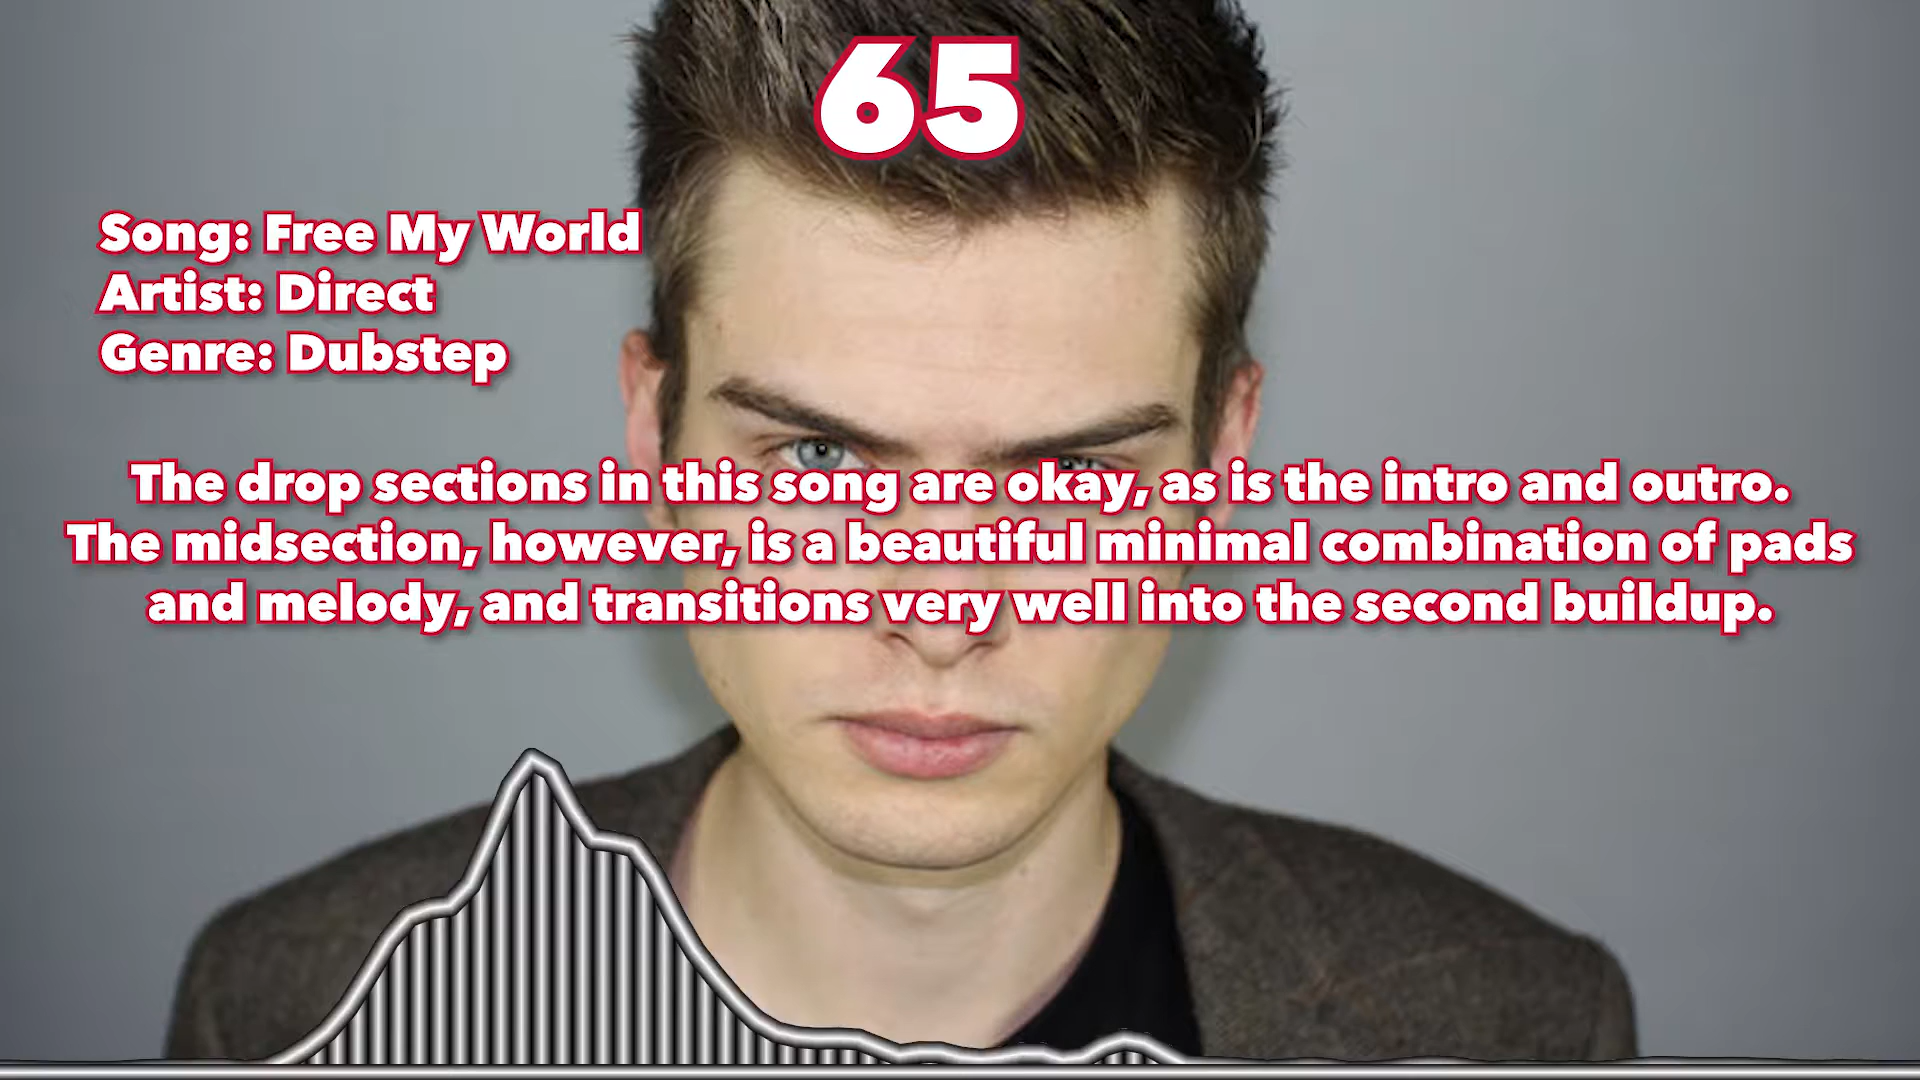 65
Song: Free My World
Artist: Direct
Genre: Dubstep
The drop sections in this song are okay, as is the intro and outro.
The midsection, however, is a beautiful minimal combination of pads
and melody, and transitions very well into the second buildup.